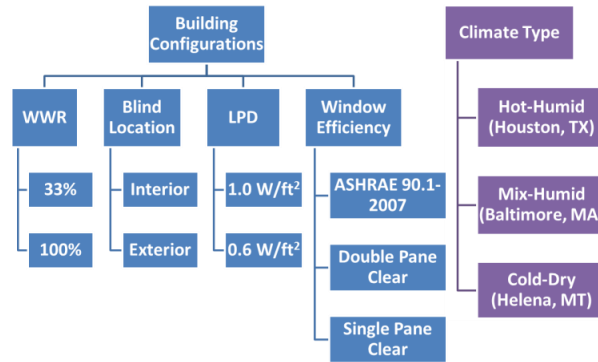 Building
Configurations
WWR
33%
100%
Blind
Location
Interior
Exterior
LPD
1.0 W/ft²
0.6 W/ft²
Window
Efficiency
ASHRAE 90.1-
2007
Double Pane
Clear
Single Pane
Clear
Climate Type
Hot-Humid
(Houston, TX)
Mix-Humid
(Baltimore, MA
Cold-Dry
(Helena, MT)